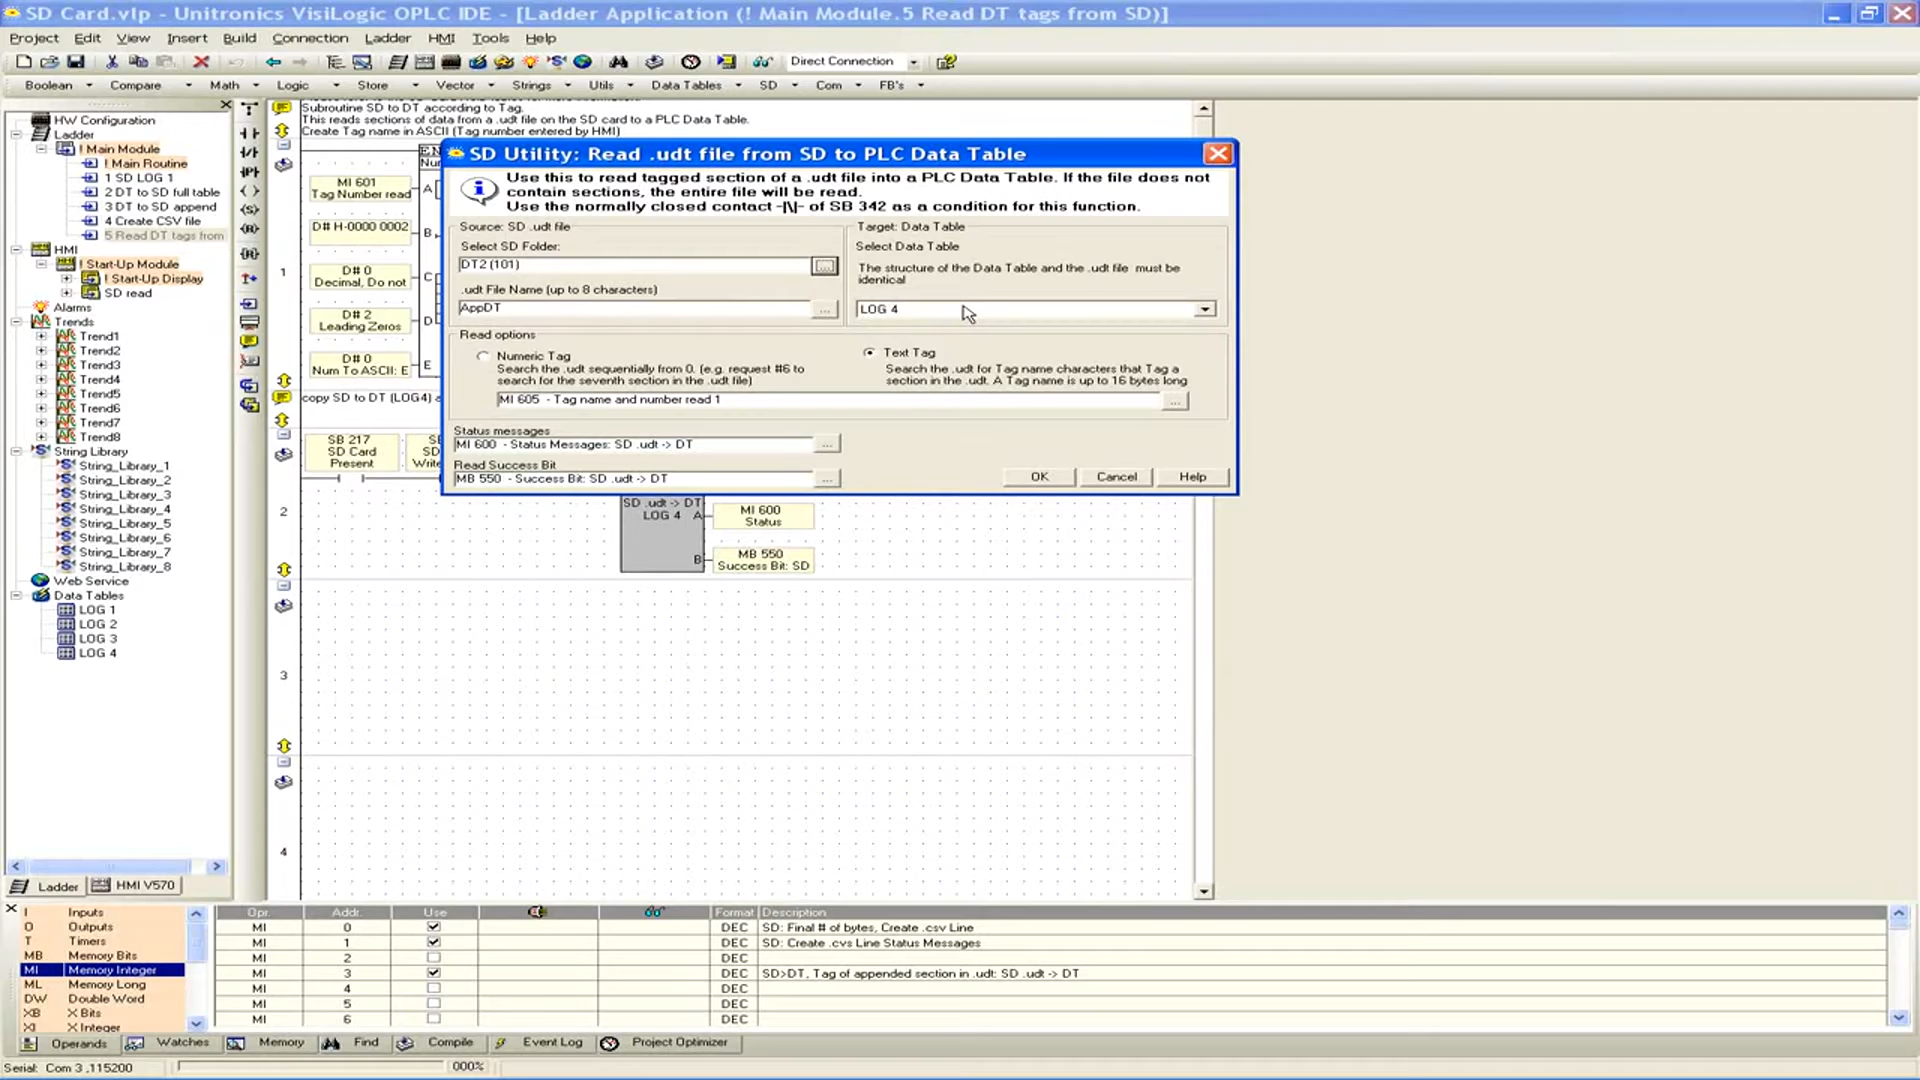 SD Card.vlp - Unitronics VisiLogic OPLC IDE - [Ladder Application (! Main Module.5 Read DT tags from SD)]
Project Edit View Insert Build Connection Ladder HMI Tools Help
Direct Connection
Boolean Compare Math Logic Store Vector Strings Utils Data Tables SD Com FB's
HW Configuration
Ladder
! Main Module
! Main Routine
1 SD LOG 1
2 DT to SD full table
3 DT to SD append
4 Create CSV file
5 Read DT tags from
HMI
! Start-Up Module
! Start-Up Display
SD read
Alarms
Trends
Trend1
Trend2
Trend3
Trend4
Trend5
Trend6
Trend7
Trend8
String Library
String_Library_1
String_Library_2
String_Library_3
String_Library_4
String_Library_5
String_Library_6
String_Library_7
String_Library_8
Web Service
Data Tables
LOG 1
LOG 2
LOG 3
LOG 4
Ladder HMI V570
Subroutine SD to DT according to Tag.
This reads sections of data from a .udt file on the SD card to a PLC Data Table.
Create Tag name in ASCII (Tag number entered by HMI)
MI 601
Tag Number read
A
D# H-0000 0002
B
1
D# 0
Decimal, Do not
C
D# 2
Leading Zeros
D
D# 0
Num To ASCII: E
E
copy SD to DT (LOG4)
SB 217
SD Card
Present
SD Utility: Read .udt file from SD to PLC Data Table
Use this to read tagged section of a .udt file into a PLC Data Table. If the file does not
contain sections, the entire file will be read.
Use the normally closed contact -|\|- of SB 342 as a condition for this function.
Source: SD .udt file
Select SD Folder:
DT2 (101)
...
.udt File Name (up to 8 characters)
AppDT
...
Target: Data Table
Select Data Table
The structure of the Data Table and the .udt file must be
identical
LOG 4
Read options
Numeric Tag
Search the .udt sequentially from 0. (e.g. request #6 to
search for the seventh section in the .udt file)
Text Tag
Search the .udt for Tag name characters that Tag a
section in the .udt. A Tag name is up to 16 bytes long
MI 605 - Tag name and number read 1
...
Status messages
MI 600 - Status Messages: SD .udt -> DT
...
Read Success Bit
MB 550 - Success Bit: SD .udt -> DT
...
OK Cancel Help
2
SD .udt -> DT
LOG 4 A
MI 600
Status
B
MB 550
Success Bit: SD
3
4
I Inputs
O Outputs
T Timers
MB Memory Bits
MI Memory Integer
ML Memory Long
DW Double Word
XB X Bits
XI X Integer
Opr. Addr. Use Format Description
MI 0 DEC SD: Final # of bytes, Create .csv Line
MI 1 DEC SD: Create .cvs Line Status Messages
MI 2 DEC
MI 3 DEC SD>DT, Tag of appended section in .udt: SD .udt -> DT
MI 4 DEC
MI 5 DEC
MI 6 DEC
Operands Watches Memory Find Compile Event Log Project Optimizer
Serial: Com 3 ,115200 000%